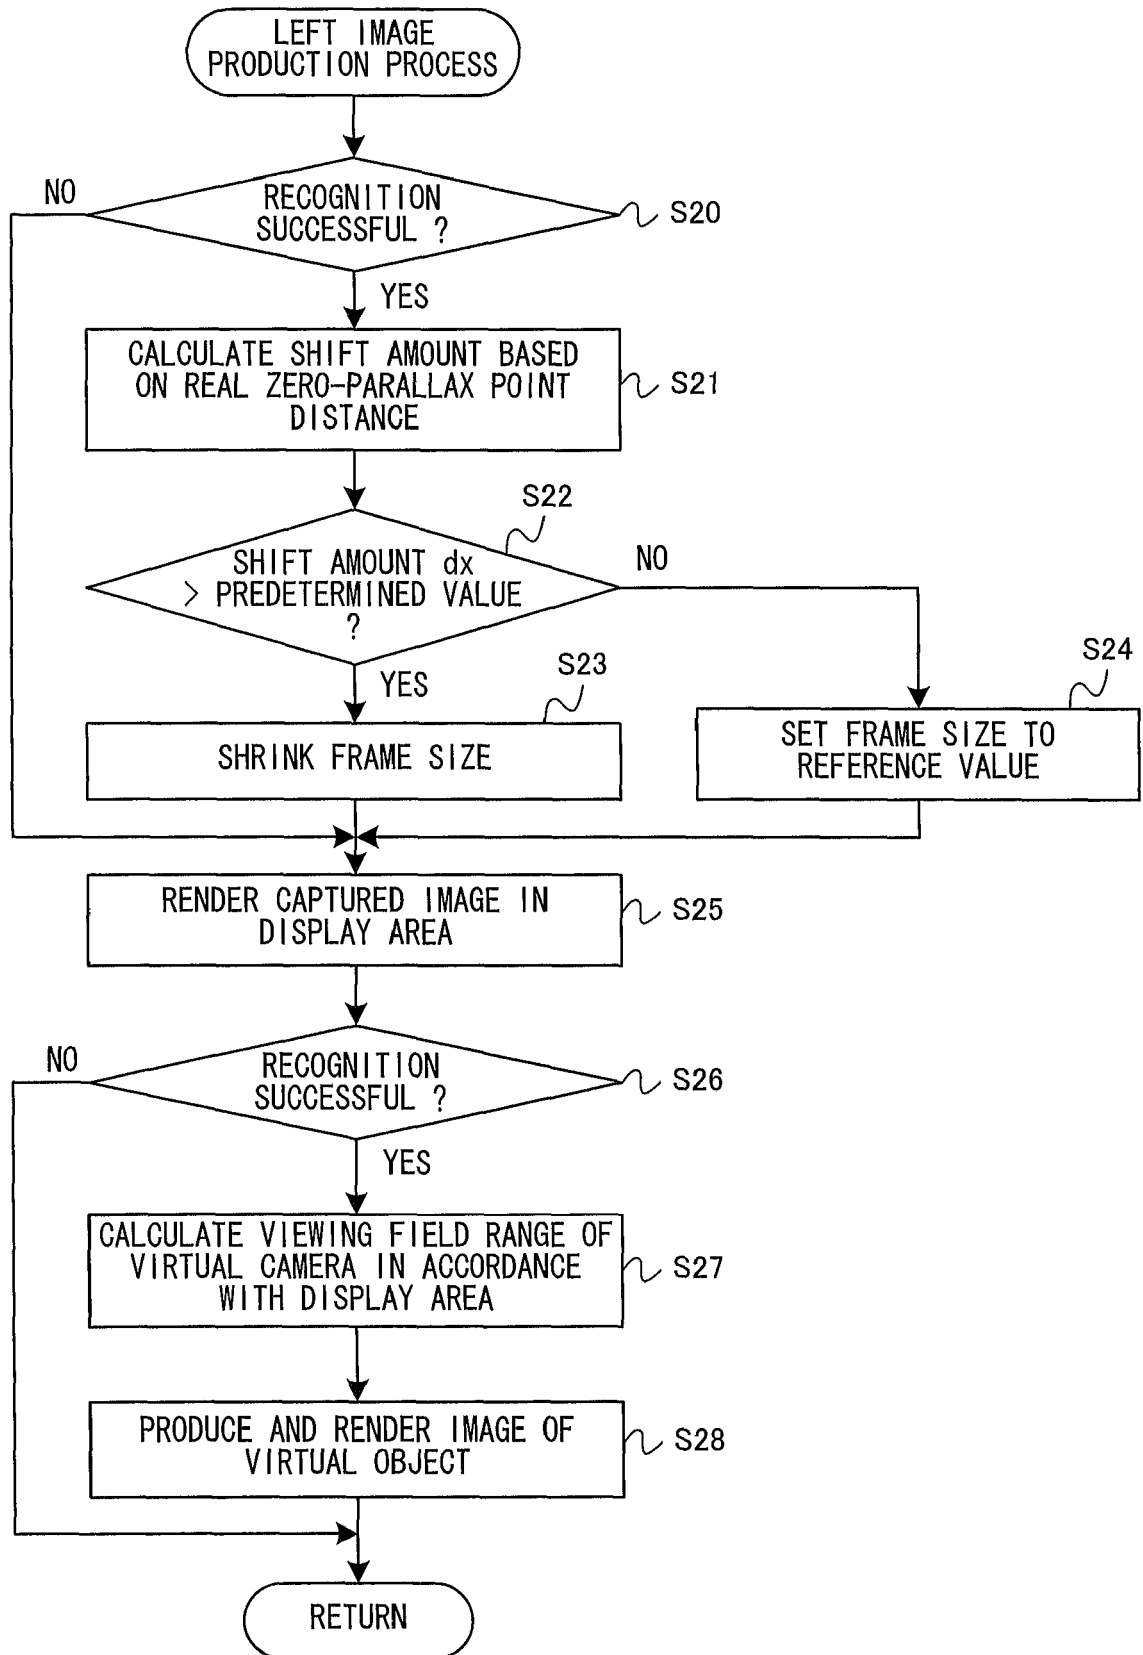 LEFT IMAGE
PRODUCTION PROCESS
NO
RECOGNITION
SUCCESSFUL ?
S20
YES
CALCULATE SHIFT AMOUNT BASED
ON REAL ZERO-PARALLAX POINT
DISTANCE
S21
S22
SHIFT AMOUNT dx
> PREDETERMINED VALUE
?
NO
YES
S23
S24
SHRINK FRAME SIZE
SET FRAME SIZE TO
REFERENCE VALUE
RENDER CAPTURED IMAGE IN
DISPLAY AREA
S25
NO
RECOGNITION
SUCCESSFUL ?
S26
YES
CALCULATE VIEWING FIELD RANGE OF
VIRTUAL CAMERA IN ACCORDANCE
WITH DISPLAY AREA
S27
PRODUCE AND RENDER IMAGE OF
VIRTUAL OBJECT
S28
RETURN